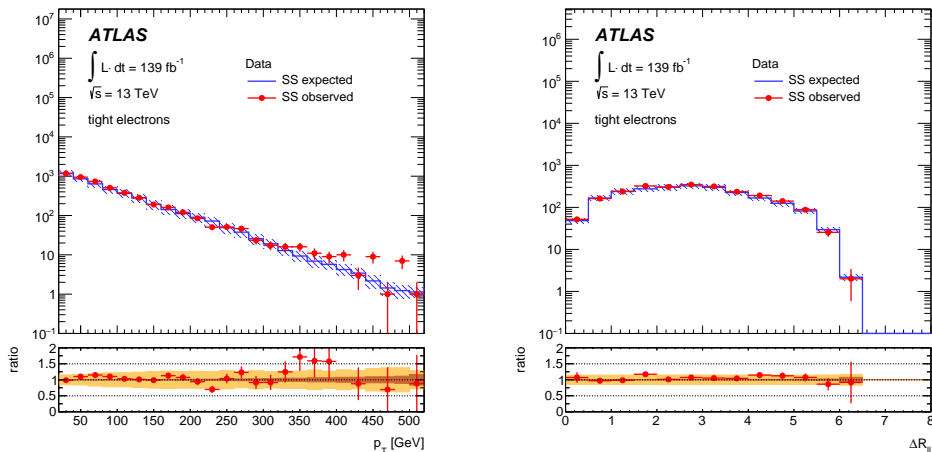 ATLAS
∫ L· dt = 139 fb⁻¹
√s = 13 TeV
tight electrons
Data
SS expected
SS observed
10⁷
10⁶
10⁵
10⁴
10³
10²
10
1
10⁻¹
ratio
2
1.5
1
0.5
0
50 100 150 200 250 300 350 400 450 500
p_T [GeV]
ATLAS
∫ L· dt = 139 fb⁻¹
√s = 13 TeV
tight electrons
Data
SS expected
SS observed
10⁶
10⁵
10⁴
10³
10²
10
1
10⁻¹
ratio
2
1.5
1
0.5
0
0 1 2 3 4 5 6 7 8
ΔR_ll